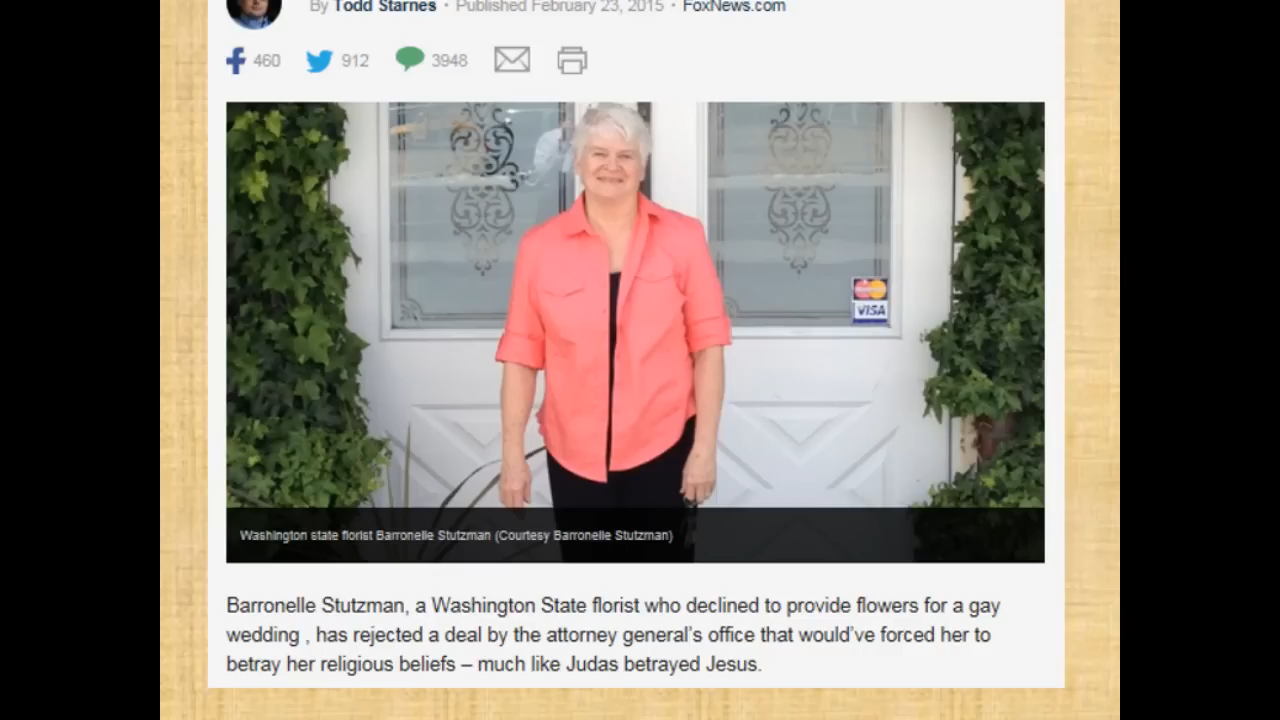 By Todd Starnes · Published February 23, 2015 · FoxNews.com
460 912 3948
VISA
Washington state florist Barronelle Stutzman (Courtesy Barronelle Stutzman)
Barronelle Stutzman, a Washington State florist who declined to provide flowers for a gay
wedding , has rejected a deal by the attorney general's office that would've forced her to
betray her religious beliefs – much like Judas betrayed Jesus.